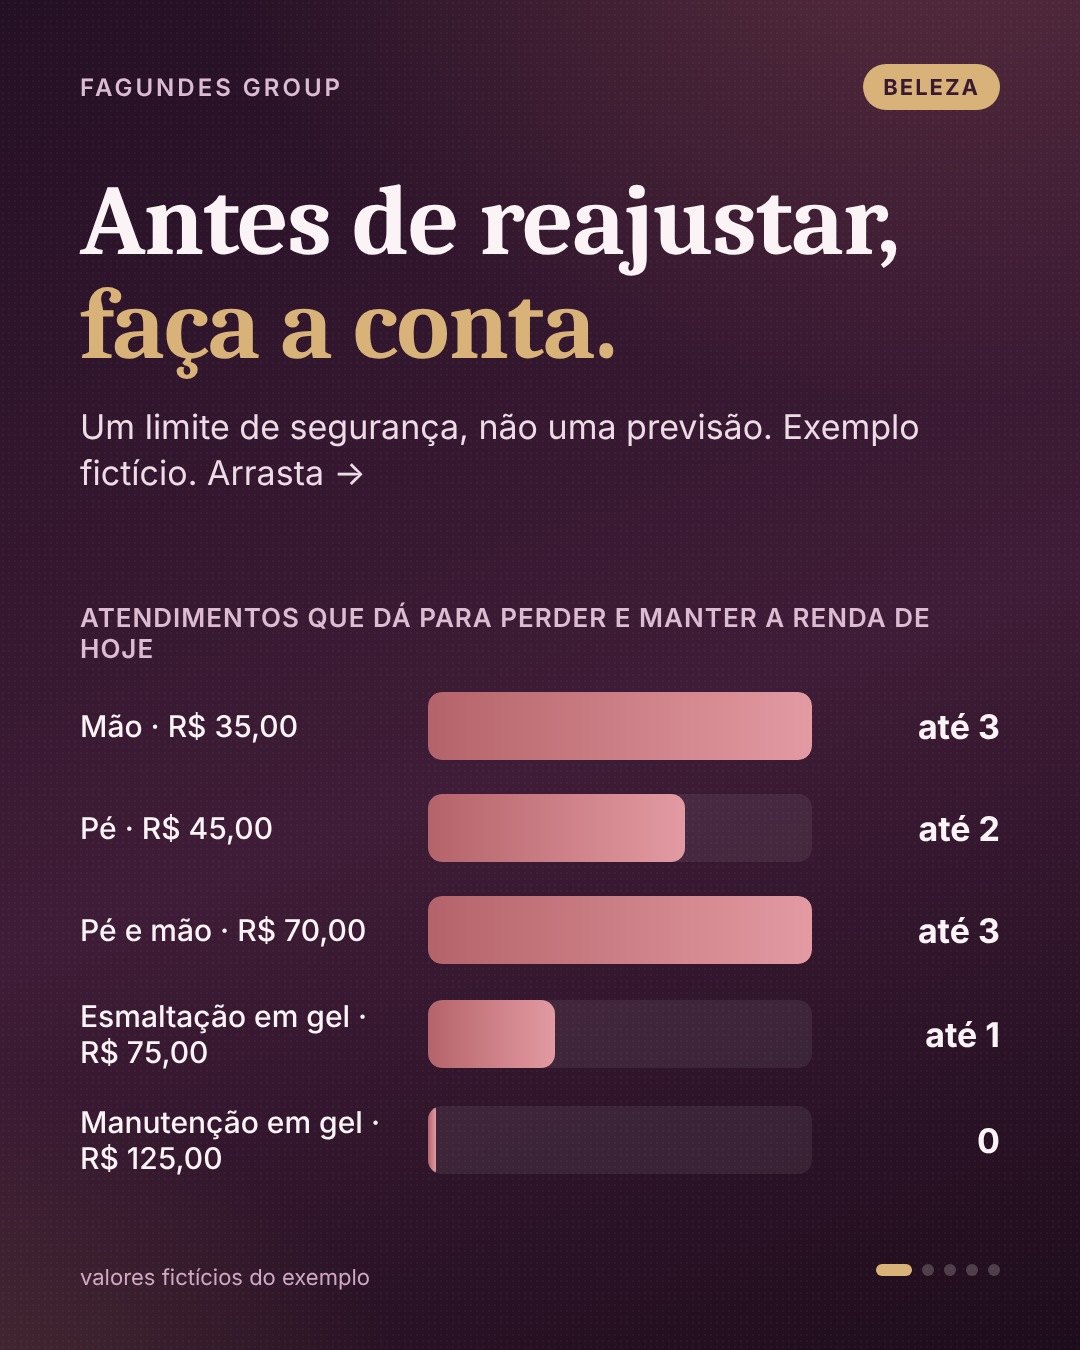 FAGUNDES GROUP
BELEZA
Antes de reajustar,
faça a conta.
Um limite de segurança, não uma previsão. Exemplo
fictício. Arrasta →
ATENDIMENTOS QUE DÁ PARA PERDER E MANTER A RENDA DE
HOJE
Mão · R$ 35,00
até 3
Pé · R$ 45,00
até 2
Pé e mão · R$ 70,00
até 3
Esmaltação em gel ·
R$ 75,00
até 1
Manutenção em gel ·
R$ 125,00
0
valores fictícios do exemplo